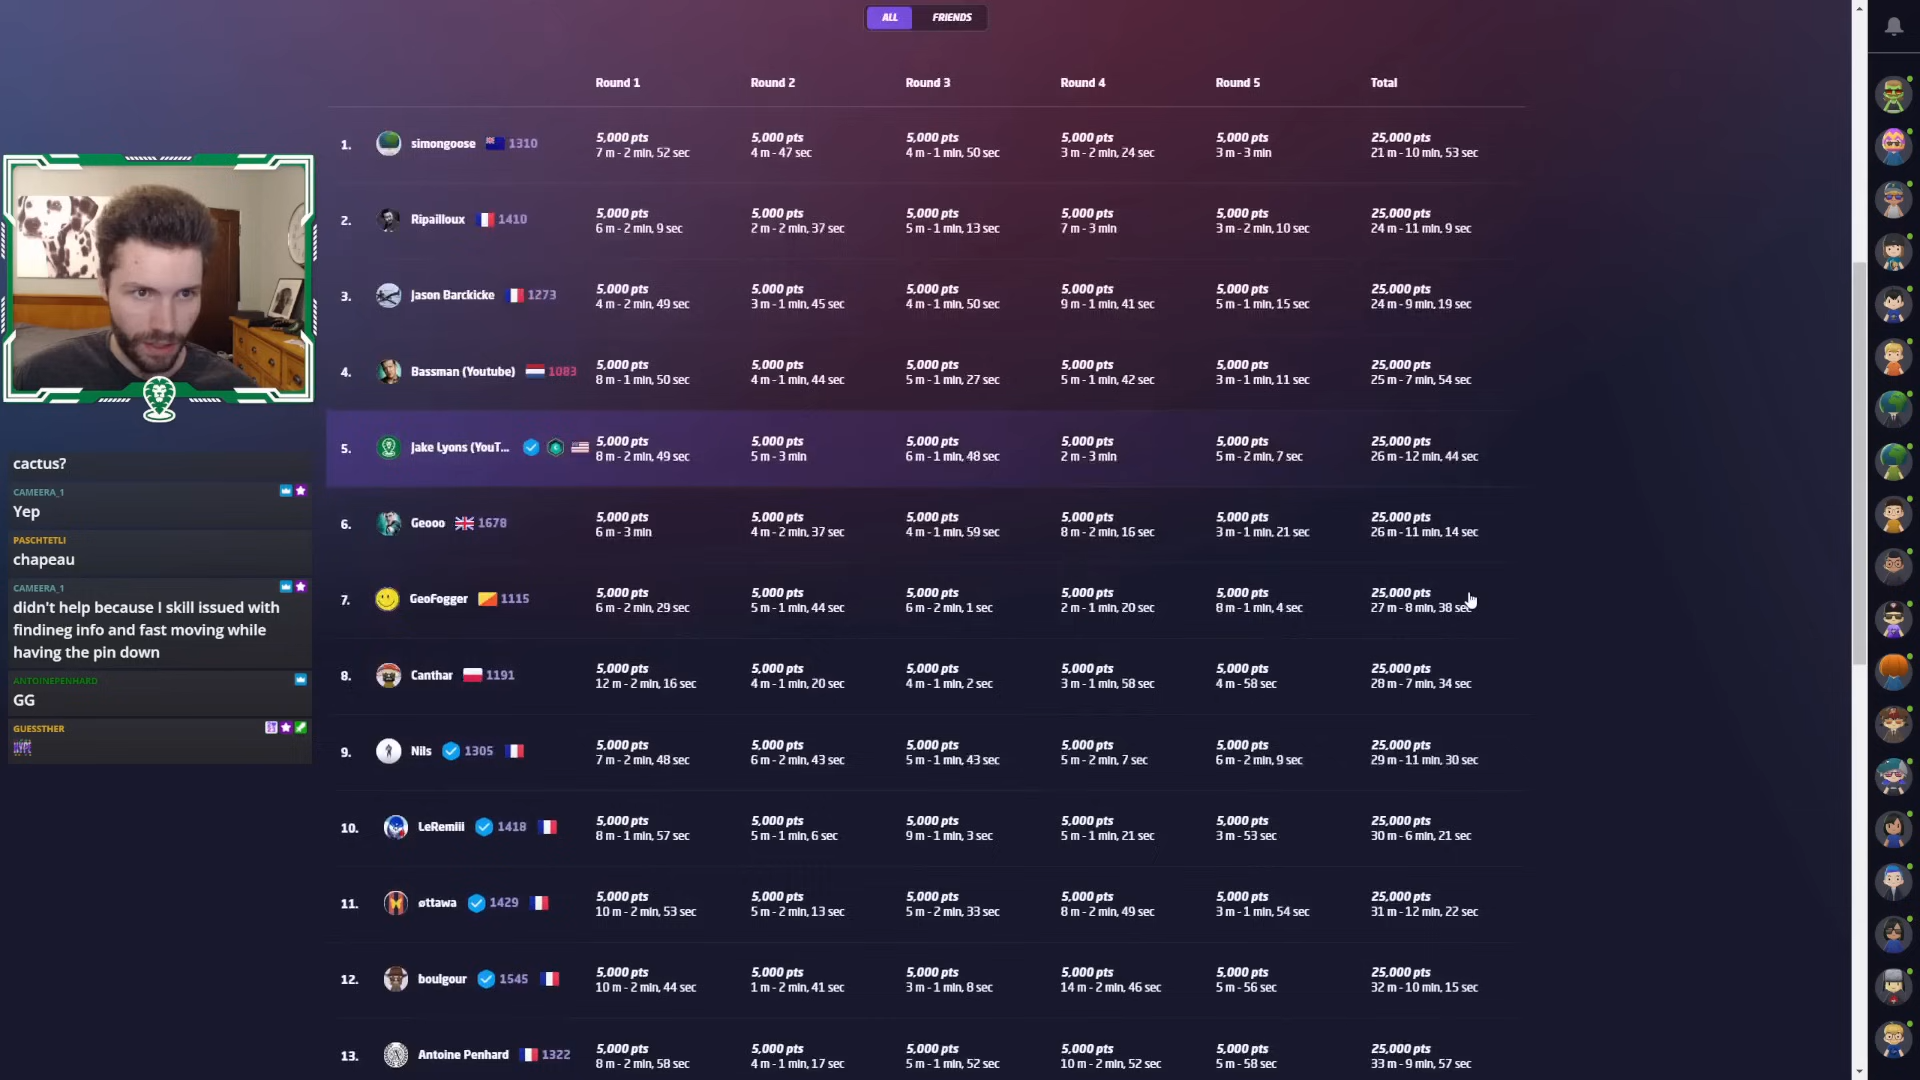 ALL FRIENDS
Round 1 Round 2 Round 3 Round 4 Round 5 Total
1. simongoose 1310 5,000 pts 5,000 pts 5,000 pts 5,000 pts 5,000 pts 25,000 pts
7 m - 2 min, 52 sec 4 m - 47 sec 4 m - 1 min, 50 sec 3 m - 2 min, 24 sec 3 m - 3 min 21 m - 10 min, 53 sec
2. Ripailloux 1410 5,000 pts 5,000 pts 5,000 pts 5,000 pts 5,000 pts 25,000 pts
6 m - 2 min, 9 sec 2 m - 2 min, 37 sec 5 m - 1 min, 13 sec 7 m - 3 min 3 m - 2 min, 10 sec 24 m - 11 min, 9 sec
3. Jason Barckicke 1273 5,000 pts 5,000 pts 5,000 pts 5,000 pts 5,000 pts 25,000 pts
4 m - 2 min, 49 sec 3 m - 1 min, 45 sec 4 m - 1 min, 50 sec 9 m - 1 min, 41 sec 5 m - 1 min, 15 sec 24 m - 9 min, 19 sec
4. Bassman (Youtube) 1083 5,000 pts 5,000 pts 5,000 pts 5,000 pts 5,000 pts 25,000 pts
8 m - 1 min, 50 sec 4 m - 1 min, 44 sec 5 m - 1 min, 27 sec 5 m - 1 min, 42 sec 3 m - 1 min, 11 sec 25 m - 7 min, 54 sec
5. Jake Lyons (YouT... 5,000 pts 5,000 pts 5,000 pts 5,000 pts 5,000 pts 25,000 pts
8 m - 2 min, 49 sec 5 m - 3 min 6 m - 1 min, 48 sec 2 m - 3 min 5 m - 2 min, 7 sec 26 m - 12 min, 44 sec
6. Geooo 1678 5,000 pts 5,000 pts 5,000 pts 5,000 pts 5,000 pts 25,000 pts
6 m - 3 min 4 m - 2 min, 37 sec 4 m - 1 min, 59 sec 8 m - 2 min, 16 sec 3 m - 1 min, 21 sec 26 m - 11 min, 14 sec
7. GeoFogger 1115 5,000 pts 5,000 pts 5,000 pts 5,000 pts 5,000 pts 25,000 pts
6 m - 2 min, 29 sec 5 m - 1 min, 44 sec 6 m - 2 min, 1 sec 2 m - 1 min, 20 sec 8 m - 1 min, 4 sec 27 m - 8 min, 38 sec
8. Canthar 1191 5,000 pts 5,000 pts 5,000 pts 5,000 pts 5,000 pts 25,000 pts
12 m - 2 min, 16 sec 4 m - 1 min, 20 sec 4 m - 1 min, 2 sec 3 m - 1 min, 58 sec 4 m - 58 sec 28 m - 7 min, 34 sec
9. Nils 1305 5,000 pts 5,000 pts 5,000 pts 5,000 pts 5,000 pts 25,000 pts
7 m - 2 min, 48 sec 6 m - 2 min, 43 sec 5 m - 1 min, 43 sec 5 m - 2 min, 7 sec 6 m - 2 min, 9 sec 29 m - 11 min, 30 sec
10. LeRemiii 1418 5,000 pts 5,000 pts 5,000 pts 5,000 pts 5,000 pts 25,000 pts
8 m - 1 min, 57 sec 5 m - 1 min, 6 sec 9 m - 1 min, 3 sec 5 m - 1 min, 21 sec 3 m - 53 sec 30 m - 6 min, 21 sec
11. øttawa 1429 5,000 pts 5,000 pts 5,000 pts 5,000 pts 5,000 pts 25,000 pts
10 m - 2 min, 53 sec 5 m - 2 min, 13 sec 5 m - 2 min, 33 sec 8 m - 2 min, 49 sec 3 m - 1 min, 54 sec 31 m - 12 min, 22 sec
12. boulgour 1545 5,000 pts 5,000 pts 5,000 pts 5,000 pts 5,000 pts 25,000 pts
10 m - 2 min, 44 sec 1 m - 2 min, 41 sec 3 m - 1 min, 8 sec 14 m - 2 min, 46 sec 5 m - 56 sec 32 m - 10 min, 15 sec
13. Antoine Penhard 1322 5,000 pts 5,000 pts 5,000 pts 5,000 pts 5,000 pts 25,000 pts
8 m - 2 min, 58 sec 4 m - 1 min, 17 sec 5 m - 1 min, 52 sec 10 m - 2 min, 52 sec 5 m - 58 sec 33 m - 9 min, 57 sec
cactus?
CAMEERA_1
Yep
PASCHTETLI
chapeau
CAMEERA_1
didn't help because I skill issued with
findineg info and fast moving while
having the pin down
ANTOINEPENHARD
GG
GUESSTHER